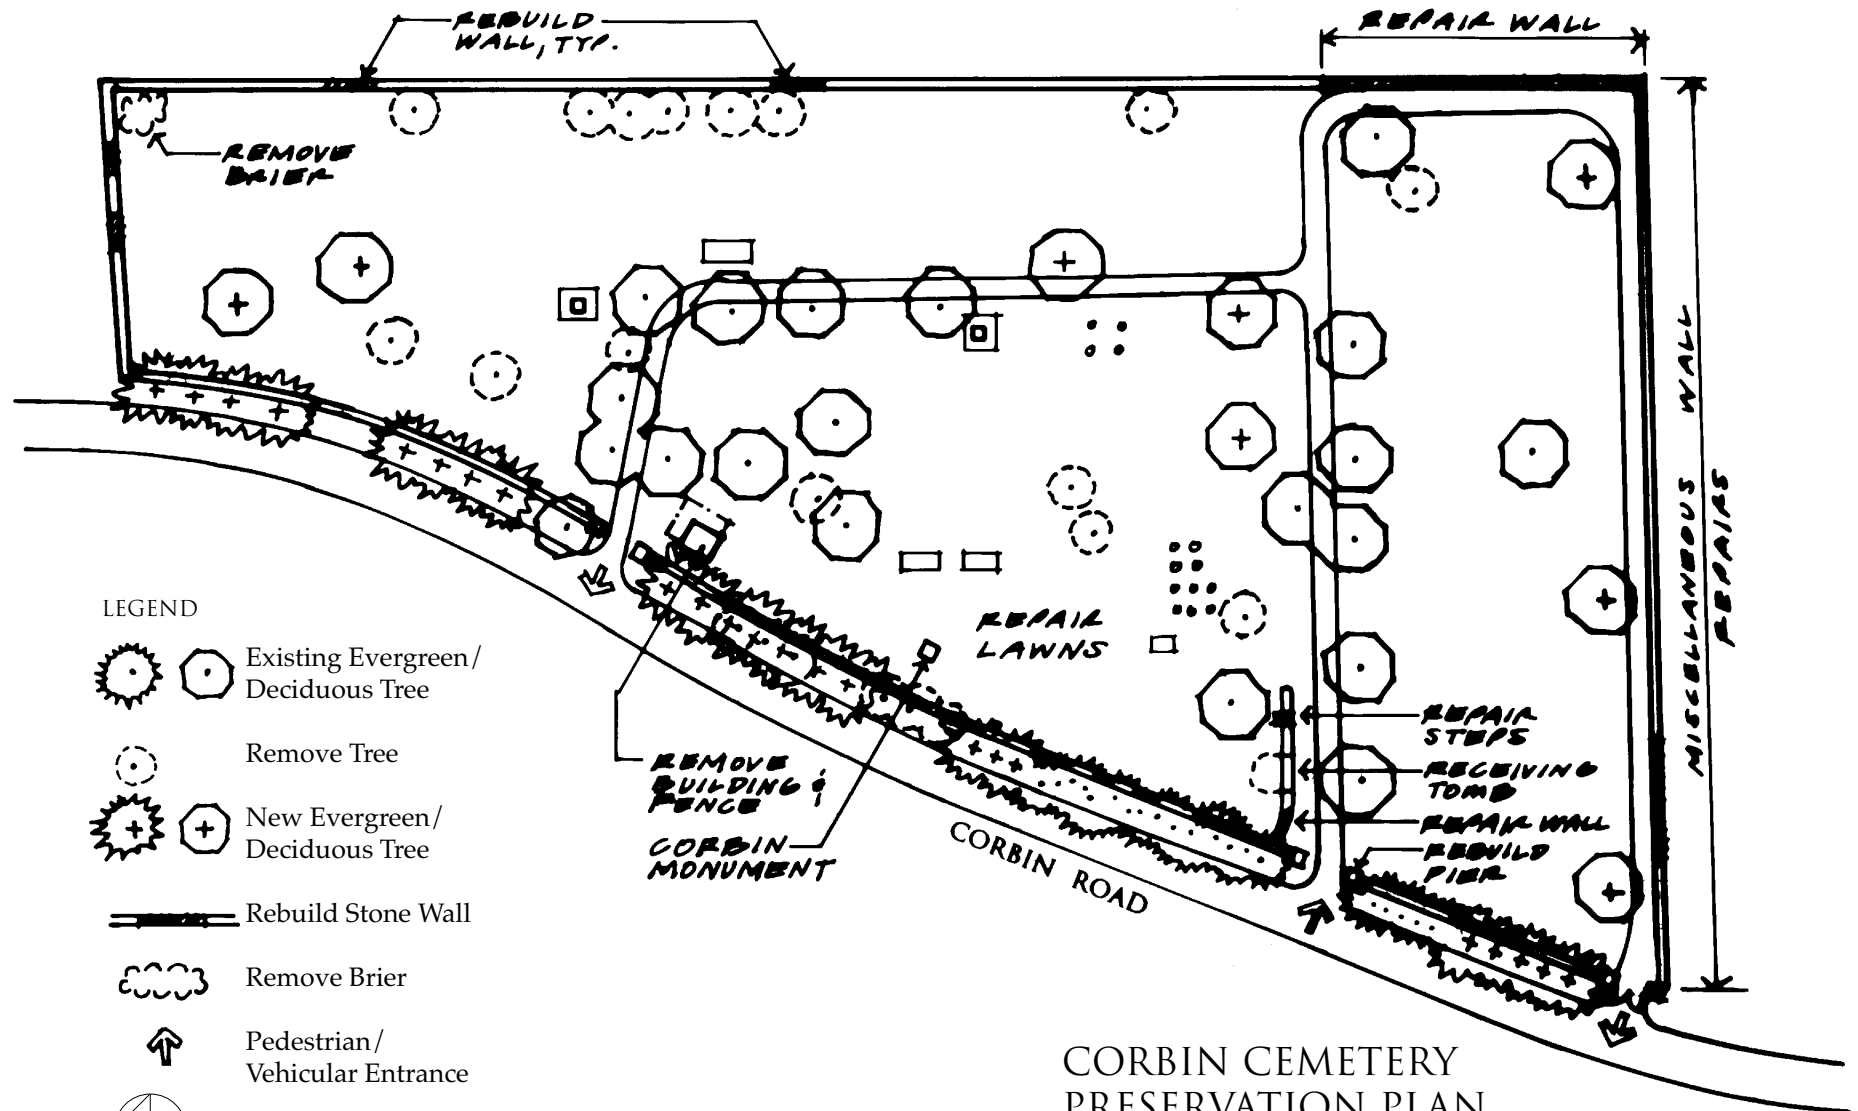 REBUILD
WALL, TYP.
REPAIR WALL
REMOVE
BRIER
MISCELLANEOUS WALL
REPAIRS
REPAIR
LAWNS
REMOVE
BUILDING &
FENCE
CORBIN
MONUMENT
CORBIN ROAD
REPAIR
STEPS
RECEIVING
TOMB
REPAIR WALL
REBUILD
PIER
LEGEND
Existing Evergreen/
Deciduous Tree
Remove Tree
New Evergreen/
Deciduous Tree
Rebuild Stone Wall
Remove Brier
Pedestrian/
Vehicular Entrance
CORBIN CEMETERY
PRESERVATION PLAN